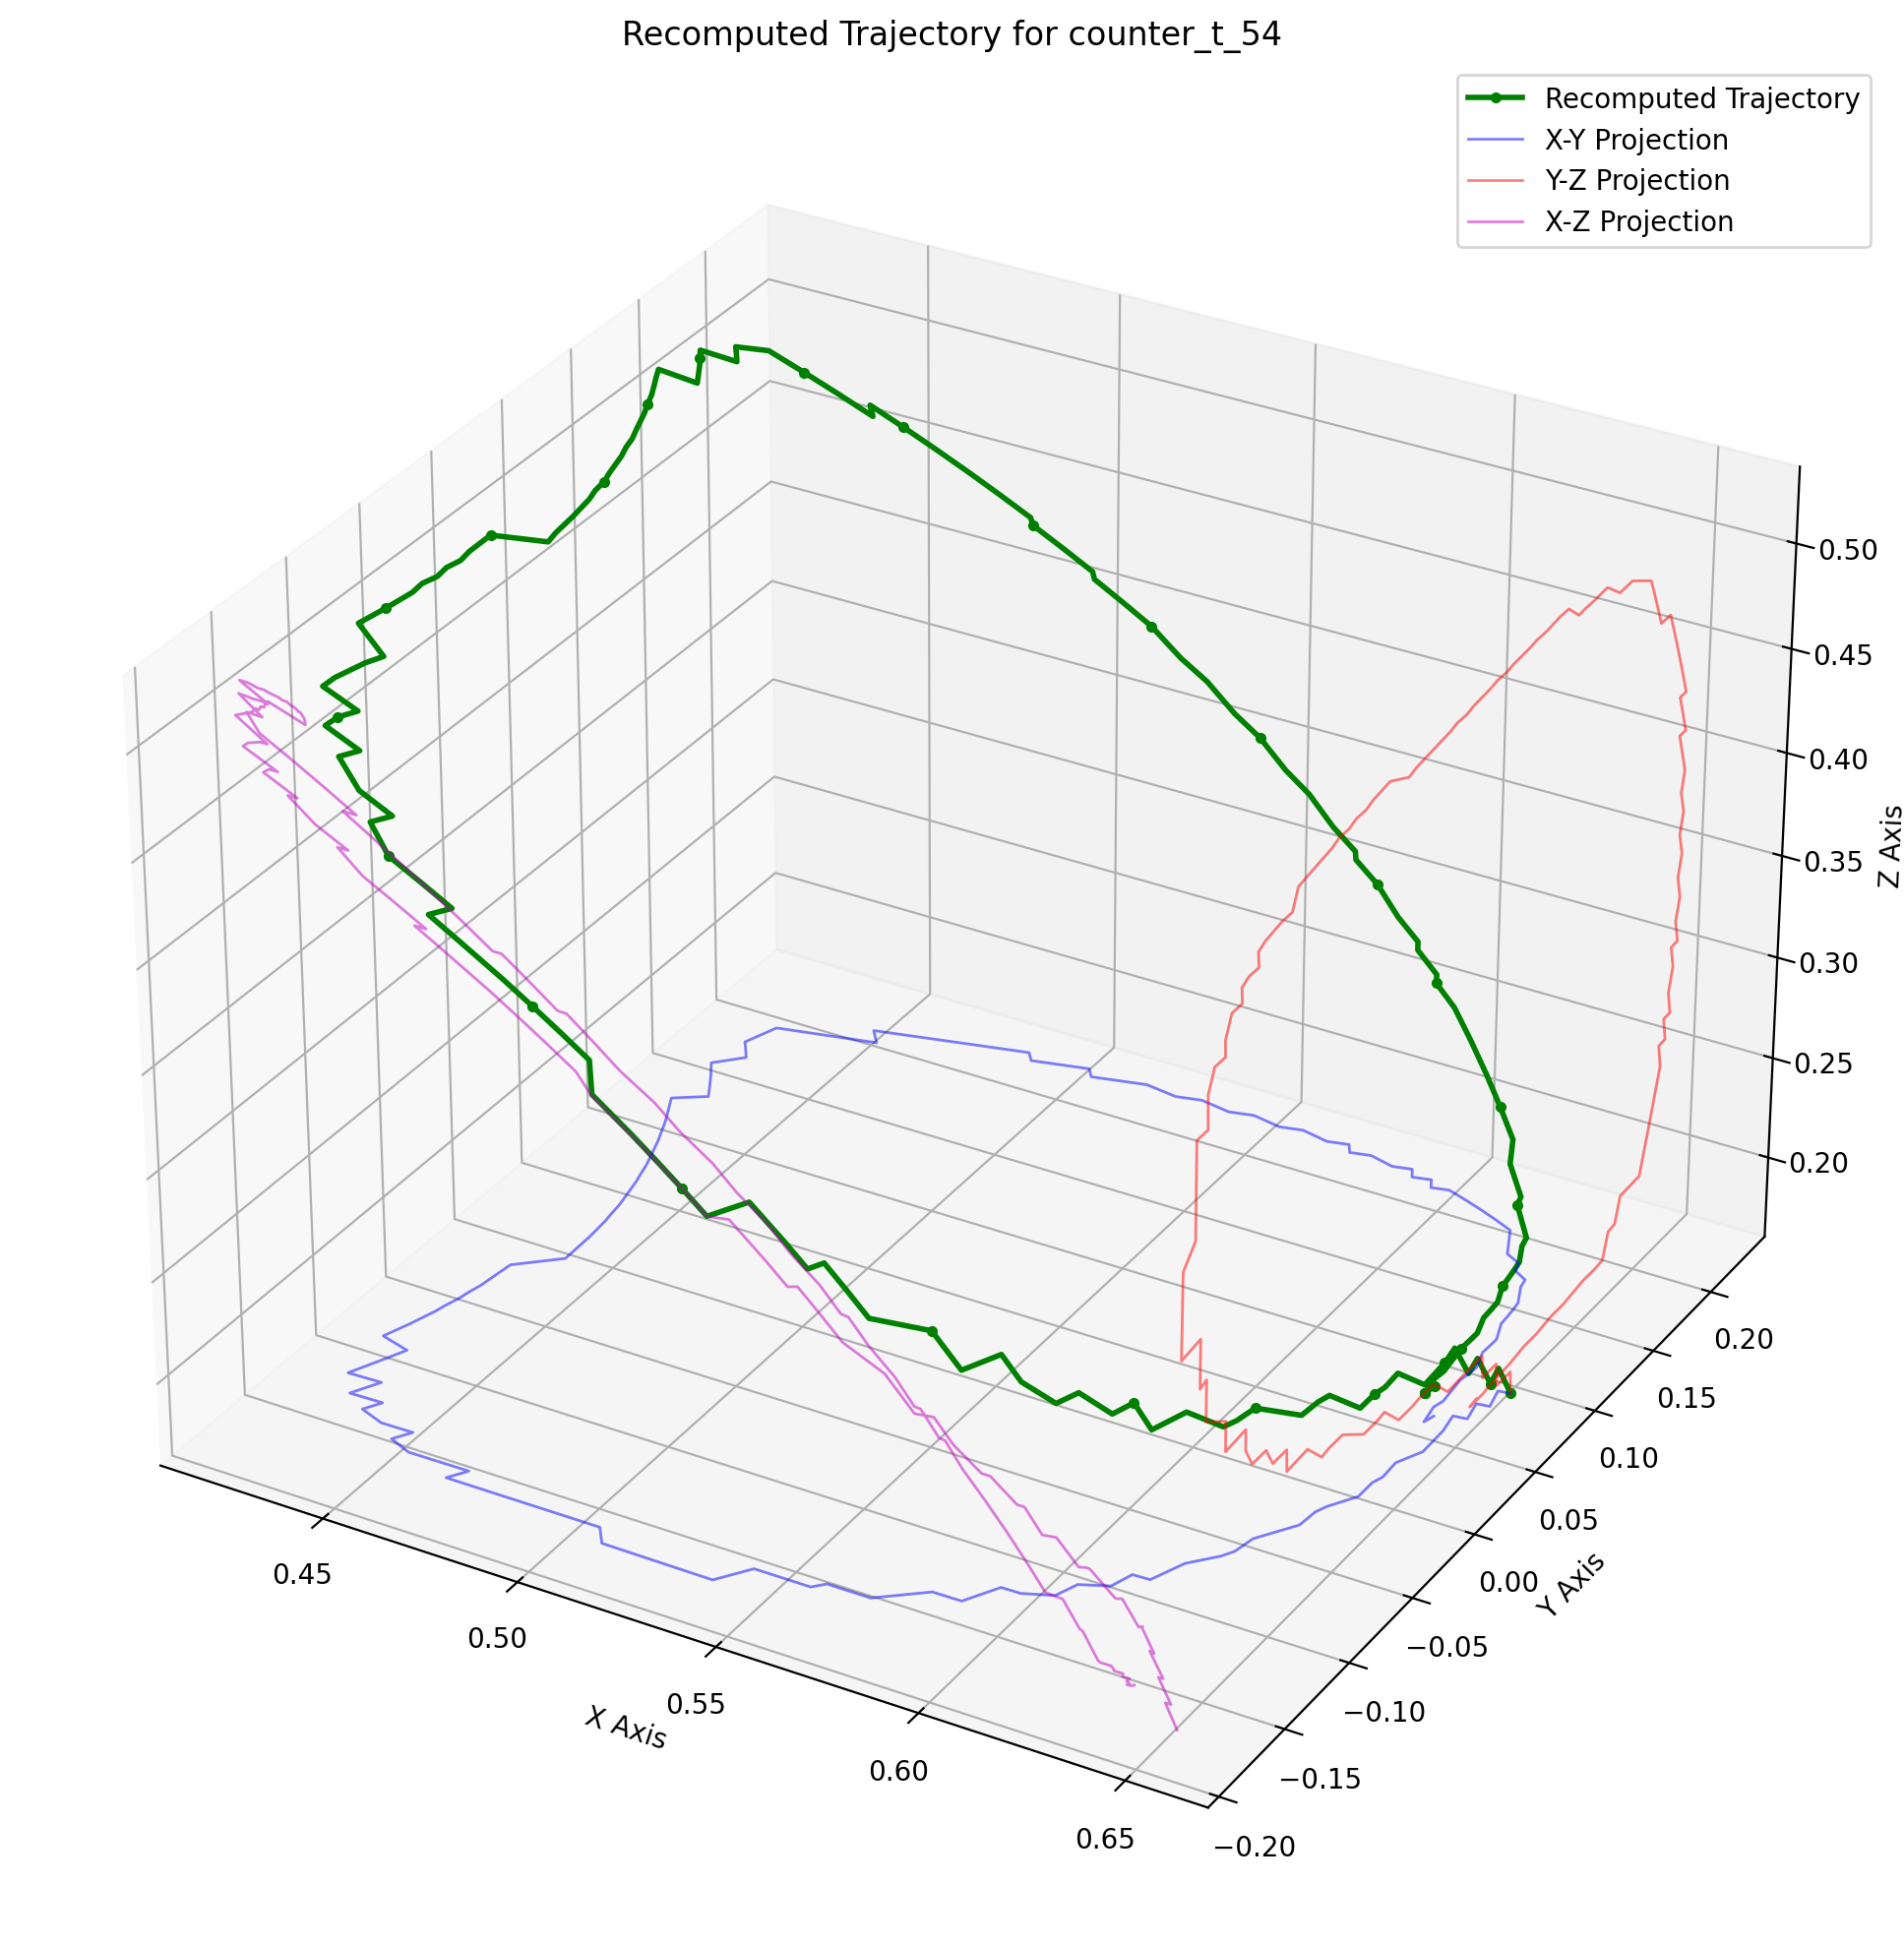 Recomputed Trajectory for counter_t_54
Recomputed Trajectory
X-Y Projection
Y-Z Projection
X-Z Projection
0.50
0.45
0.40
0.35
0.30
0.25
0.20
Z Axis
0.20
0.15
0.10
0.05
0.00
−0.05
−0.10
−0.15
−0.20
Y Axis
0.45
0.50
0.55
0.60
0.65
X Axis